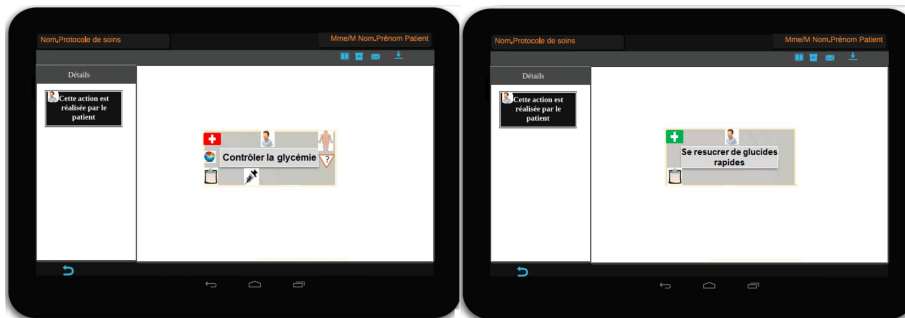 Nom_Protocole de soins
Mme/M Nom_Prénom Patient
Détails
Cette action est
réalisée par le
patient
Contrôler la glycémie
?
Nom_Protocole de soins
Mme/M Nom_Prénom Patient
Détails
Cette action est
réalisée par le
patient
Se resucrer de glucides
rapides